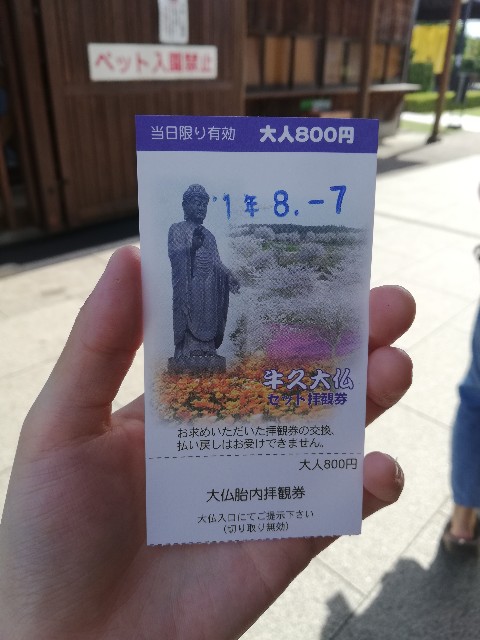 ペット入園禁止
当日限り有効 大人800円
1年 8.-7
牛久大仏
セット拝観券
お求めいただいた拝観券の交換、
払い戻しはお受けできません。
大人800円
大仏胎内拝観券
大仏入口にてご提示下さい
(切り取り無効)